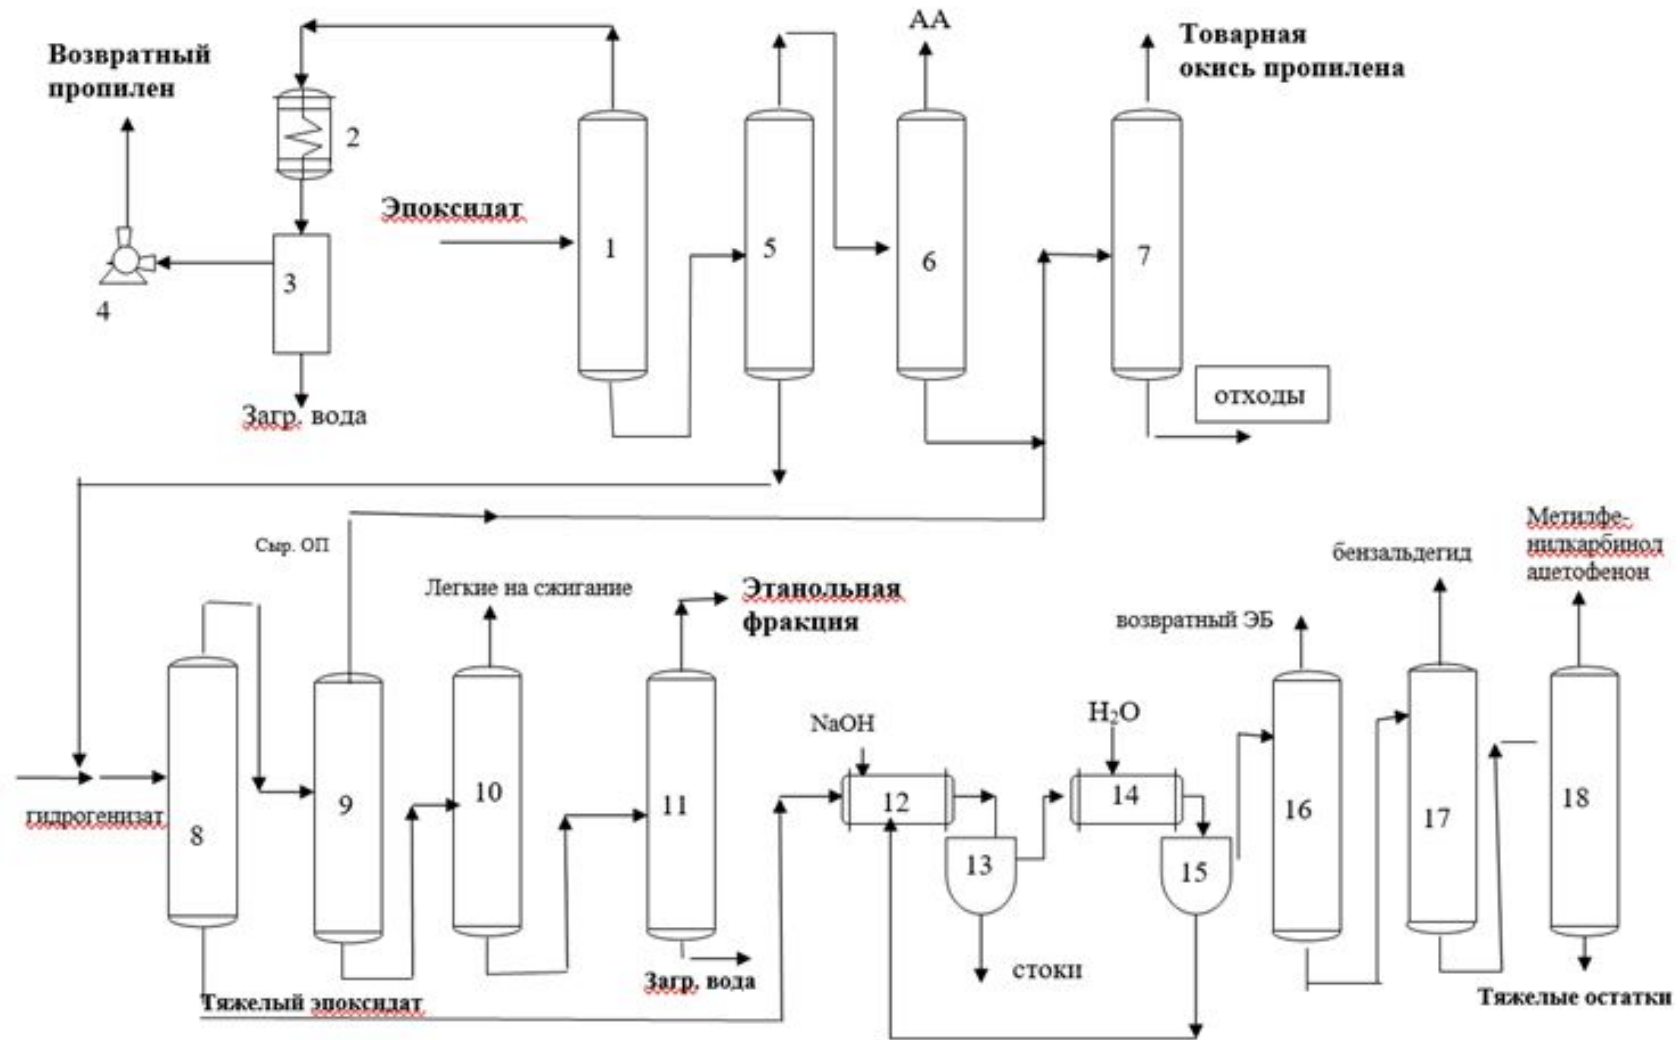 АА
Товарная
окись пропилена
Возвратный
пропилен
2
Эпоксидат
1
5
6
7
3
4
отходы
Загр. вода
Сыр. ОП
Легкие на сжигание
Этанольная
фракция
бензальдегид
Метилфе-
нилкарбинол
ацетофенон
возвратный ЭБ
NaOH
H₂O
гидрогенизат
8
9
10
11
12
14
16
17
18
13
15
стоки
Загр. вода
Тяжелый эпоксидат
Тяжелые остатки